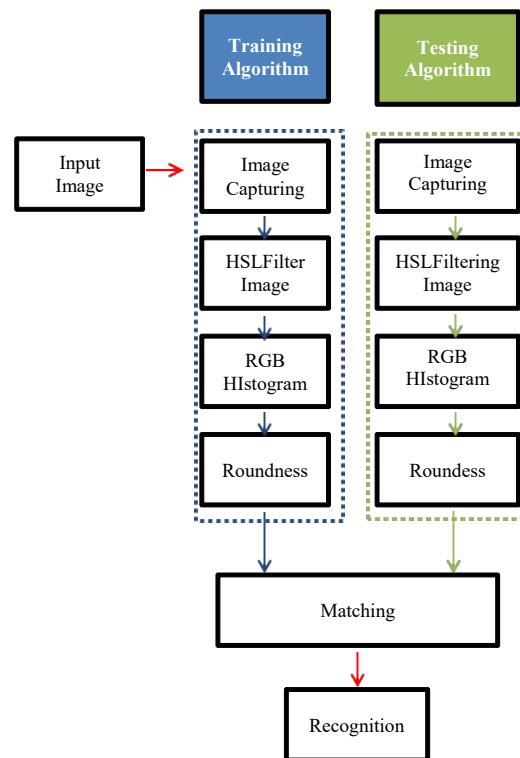 Training
Algorithm
Testing
Algorithm
Input
Image
Image
Capturing
Image
Capturing
HSLFilter
Image
HSLFiltering
Image
RGB
HIstogram
RGB
HIstogram
Roundness
Roundess
Matching
Recognition